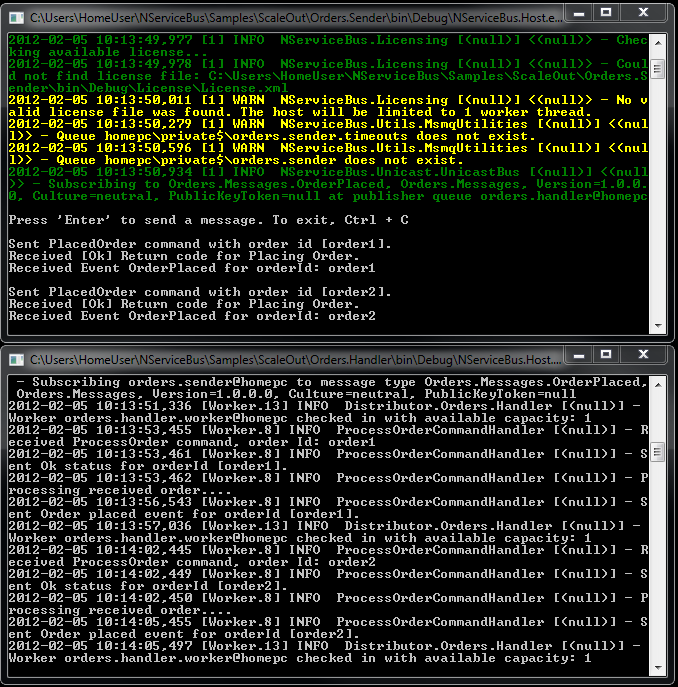 C:\Users\HomeUser\NServiceBus\Samples\ScaleOut\Orders.Sender\bin\Debug\NServiceBus.Host.e...
2012-02-05 10:13:49,977 [1] INFO  NServiceBus.Licensing [(null)] <(null)> - Chec
king available license...
2012-02-05 10:13:49,978 [1] INFO  NServiceBus.Licensing [(null)] <(null)> - Coul
d not find license file: C:\Users\HomeUser\NServiceBus\Samples\ScaleOut\Orders.S
ender\bin\Debug\License\License.xml
2012-02-05 10:13:50,011 [1] WARN  NServiceBus.Licensing [(null)] <(null)> - No v
alid license file was found. The host will be limited to 1 worker thread.
2012-02-05 10:13:50,279 [1] WARN  NServiceBus.Utils.MsmqUtilities [(null)] <(nul
l)> - Queue homepc\private$\orders.sender.timeouts does not exist.
2012-02-05 10:13:50,596 [1] WARN  NServiceBus.Utils.MsmqUtilities [(null)] <(nul
l)> - Queue homepc\private$\orders.sender does not exist.
2012-02-05 10:13:50,934 [1] INFO  NServiceBus.Unicast.UnicastBus [(null)] <(null
)> - Subscribing to Orders.Messages.OrderPlaced, Orders.Messages, Version=1.0.0.
0, Culture=neutral, PublicKeyToken=null at publisher queue orders.handler@homepc
Press 'Enter' to send a message. To exit, Ctrl + C
Sent PlacedOrder command with order id [order1].
Received [Ok] Return code for Placing Order.
Received Event OrderPlaced for orderId: order1
Sent PlacedOrder command with order id [order2].
Received [Ok] Return code for Placing Order.
Received Event OrderPlaced for orderId: order2
C:\Users\HomeUser\NServiceBus\Samples\ScaleOut\Orders.Handler\bin\Debug\NServiceBus.Host....
 - Subscribing orders.sender@homepc to message type Orders.Messages.OrderPlaced,
 Orders.Messages, Version=1.0.0.0, Culture=neutral, PublicKeyToken=null
2012-02-05 10:13:51,336 [Worker.13] INFO  Distributor.Orders.Handler [(null)] -
Worker orders.handler.worker@homepc checked in with available capacity: 1
2012-02-05 10:13:53,455 [Worker.8] INFO  ProcessOrderCommandHandler [(null)] - R
eceived ProcessOrder command, order Id: order1
2012-02-05 10:13:53,461 [Worker.8] INFO  ProcessOrderCommandHandler [(null)] - S
ent Ok status for orderId [order1].
2012-02-05 10:13:53,462 [Worker.8] INFO  ProcessOrderCommandHandler [(null)] - P
rocessing received order....
2012-02-05 10:13:56,543 [Worker.8] INFO  ProcessOrderCommandHandler [(null)] - S
ent Order placed event for orderId [order1].
2012-02-05 10:13:57,036 [Worker.13] INFO  Distributor.Orders.Handler [(null)] -
Worker orders.handler.worker@homepc checked in with available capacity: 1
2012-02-05 10:14:02,445 [Worker.8] INFO  ProcessOrderCommandHandler [(null)] - R
eceived ProcessOrder command, order Id: order2
2012-02-05 10:14:02,449 [Worker.8] INFO  ProcessOrderCommandHandler [(null)] - S
ent Ok status for orderId [order2].
2012-02-05 10:14:02,450 [Worker.8] INFO  ProcessOrderCommandHandler [(null)] - P
rocessing received order....
2012-02-05 10:14:05,455 [Worker.8] INFO  ProcessOrderCommandHandler [(null)] - S
ent Order placed event for orderId [order2].
2012-02-05 10:14:05,497 [Worker.13] INFO  Distributor.Orders.Handler [(null)] -
Worker orders.handler.worker@homepc checked in with available capacity: 1